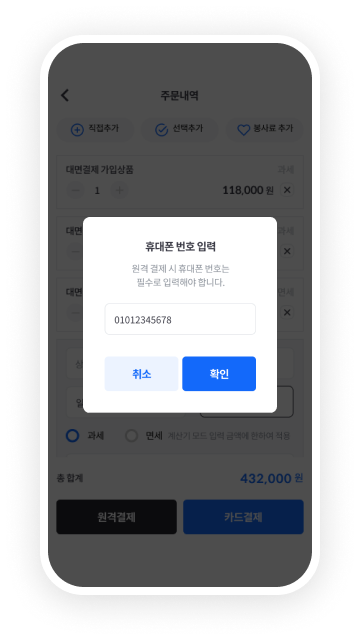 주문내역
직접추가
선택추가
봉사료 추가
대면결제 가입상품
과세
1
118,000 원
대면
과세
대면
면세
휴대폰 번호 입력
원격 결제 시 휴대폰 번호는
필수로 입력해야 합니다.
01012345678
취소
확인
과세
면세
계산기 모드 입력 금액에 한하여 적용
총 합계
432,000 원
원격결제
카드결제